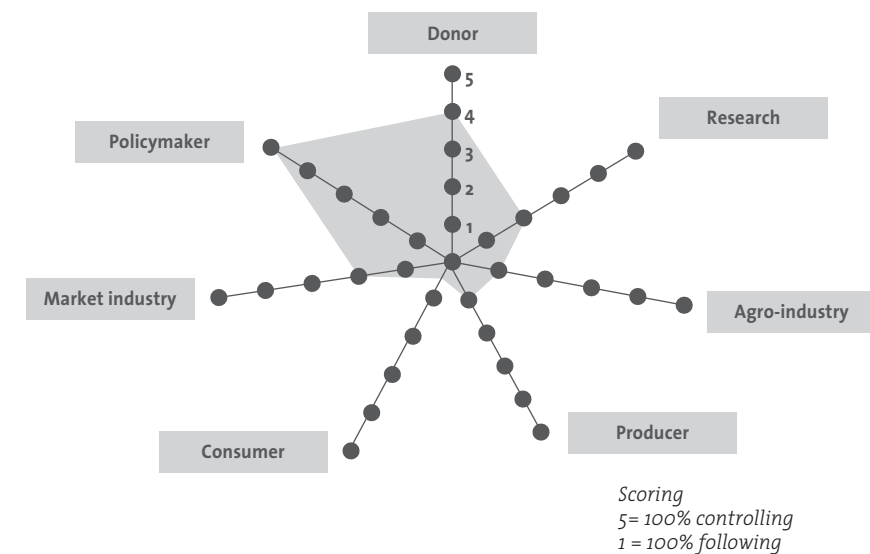 Donor
5
Research
4
Policymaker
3
2
1
Market industry
Agro-industry
Producer
Consumer
Scoring
5= 100% controlling
1 = 100% following